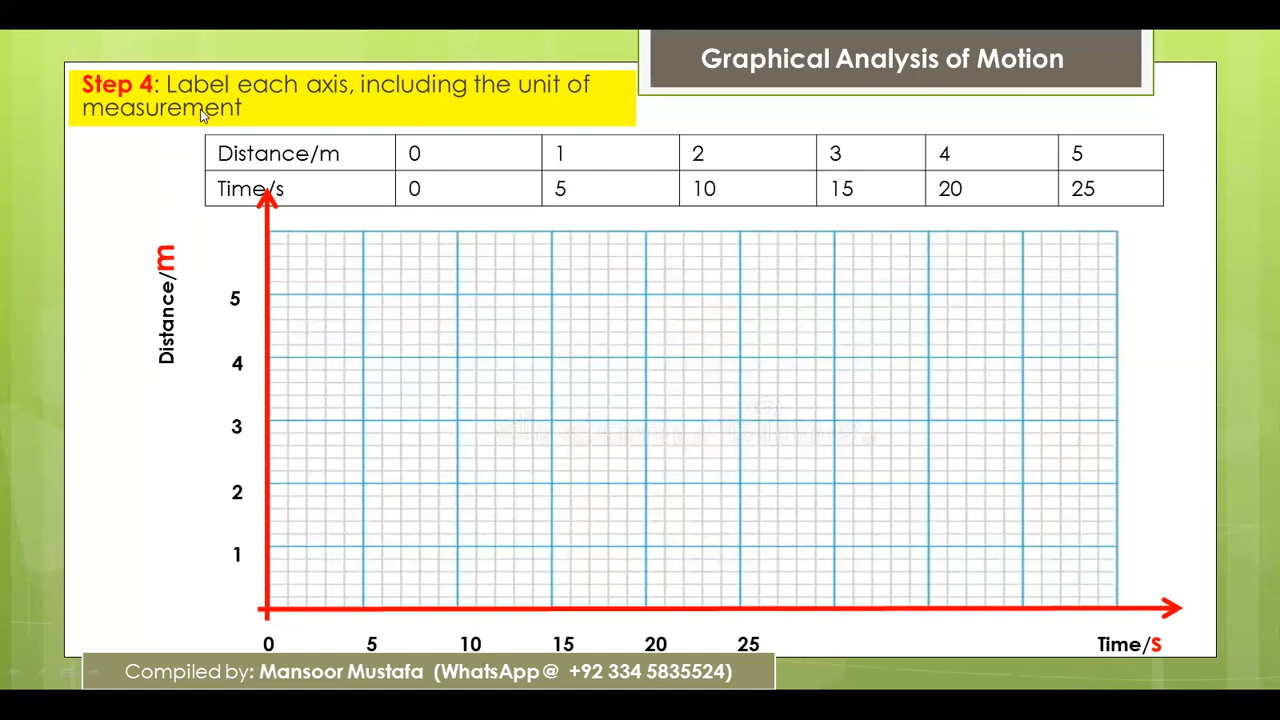 Graphical Analysis of Motion
Step 4: Label each axis, including the unit of
measurement
Distance/m 0 1 2 3 4 5
Time/s 0 5 10 15 20 25
Distance/m
5
4
3
2
1
0 5 10 15 20 25 Time/S
Compiled by: Mansoor Mustafa (WhatsApp @ +92 334 5835524)